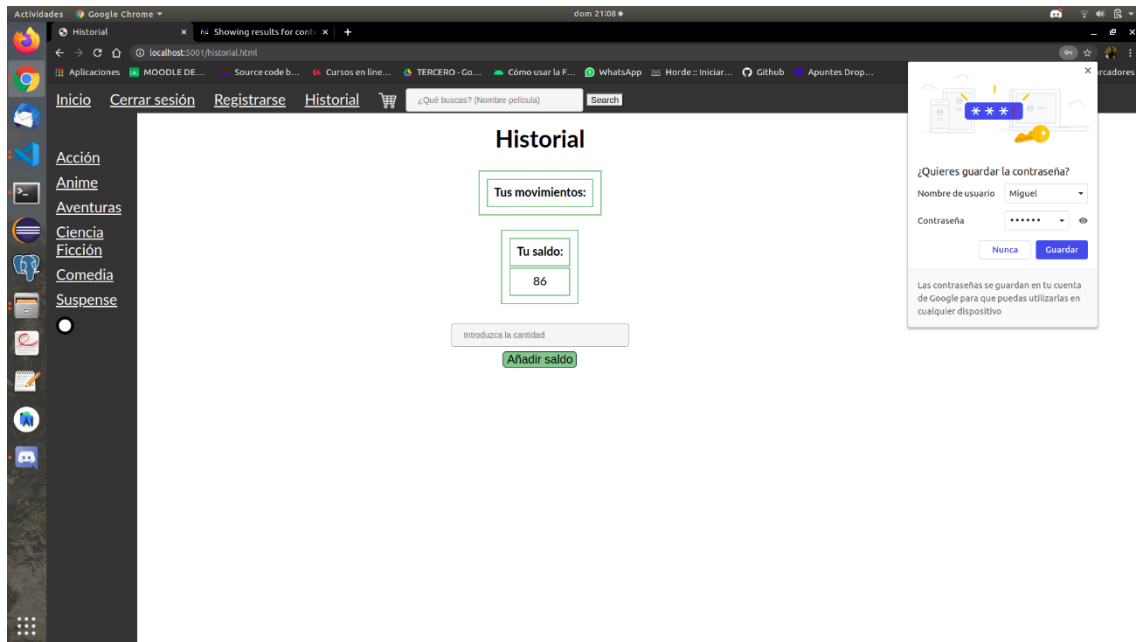 Actividades Google Chrome dom 21:08
Historial Showing results for cont
localhost:5001/historial.html
Aplicaciones MOODLE DE... Source code b... Cursos en line... TERCERO - Go... Cómo usar la F... WhatsApp Horde :: Iniciar... Github Apuntes Drop... rcadores
Inicio Cerrar sesión Registrarse Historial ¿Qué buscas? (Nombre película) Search
Historial
Acción
Anime
Aventuras
Ciencia
Ficción
Comedia
Suspense
Tus movimientos:
Tu saldo:
86
Introduzca la cantidad
Añadir saldo
***
¿Quieres guardar la contraseña?
Nombre de usuario Miguel
Contraseña ••••••
Nunca Guardar
Las contraseñas se guardan en tu cuenta
de Google para que puedas utilizarlas en
cualquier dispositivo